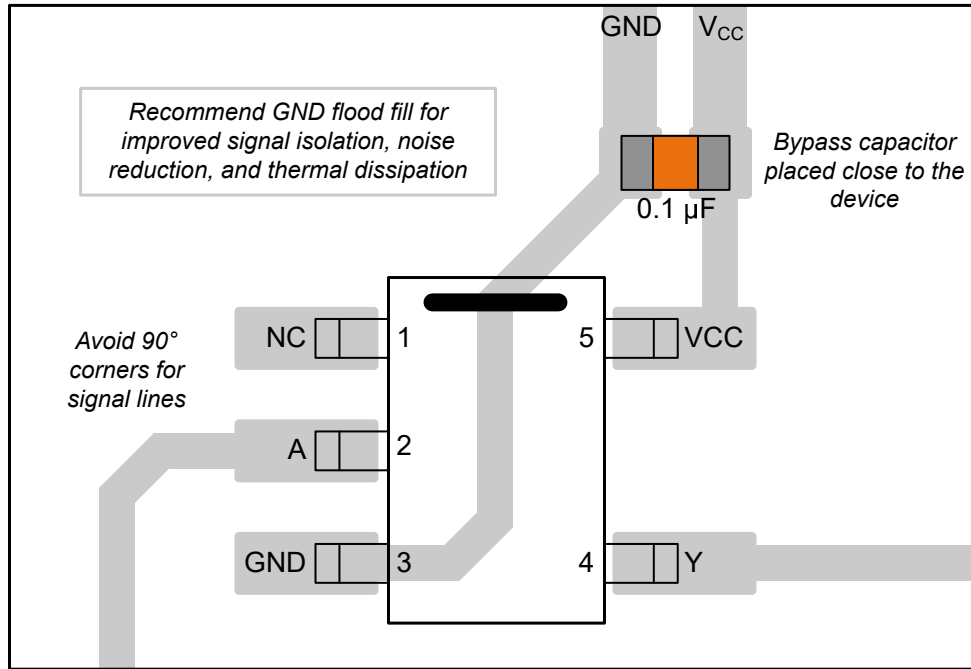 GND
V_CC
Recommend GND flood fill for
improved signal isolation, noise
reduction, and thermal dissipation
Bypass capacitor
placed close to the
device
0.1 µF
NC
1
5
VCC
Avoid 90°
corners for
signal lines
A
2
GND
3
4
Y